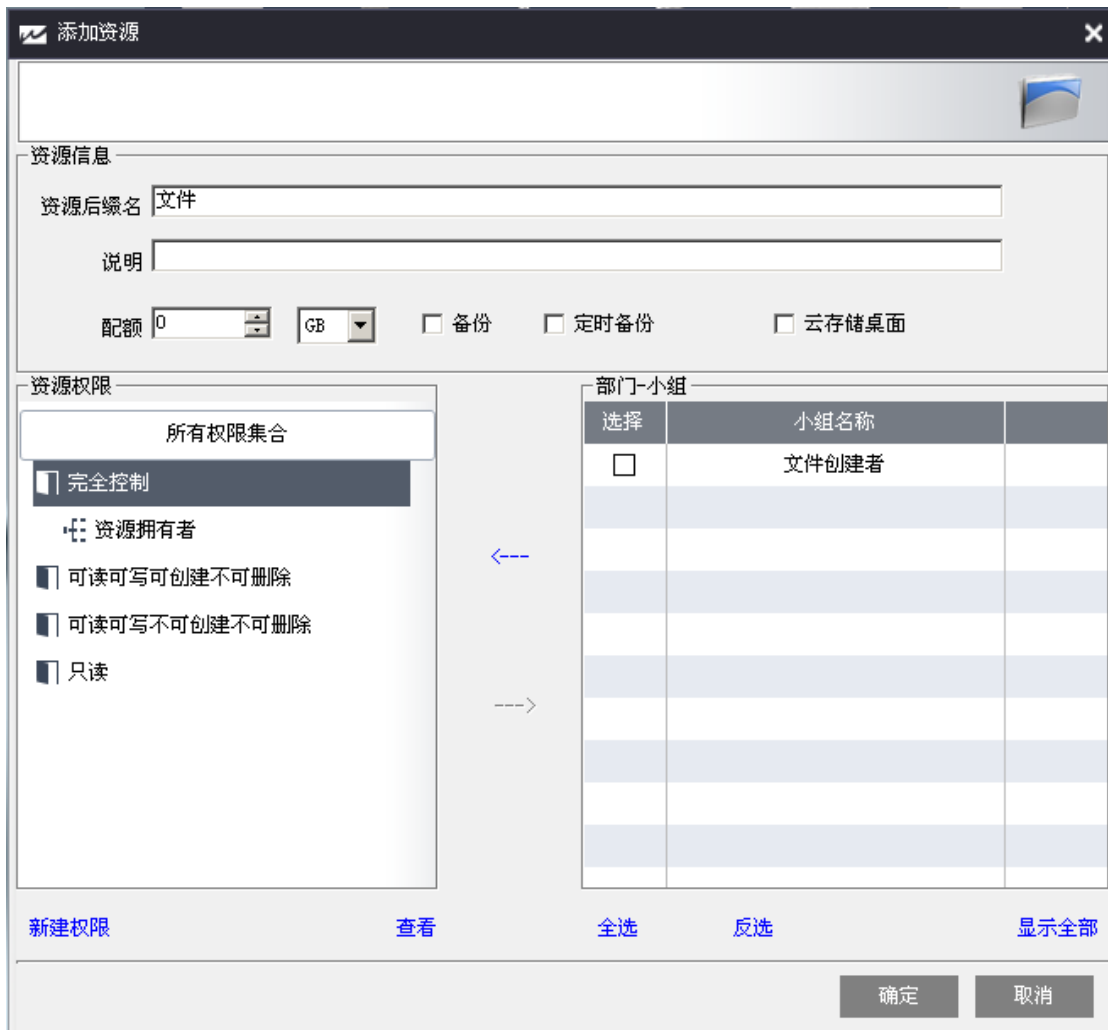 添加资源
资源信息
资源后缀名 文件
说明
配额 0 GB 备份 定时备份 云存储桌面
资源权限
所有权限集合
完全控制
资源拥有者
可读可写可创建不可删除
可读可写不可创建不可删除
只读
<---
--->
部门-小组
选择 小组名称
文件创建者
新建权限 查看 全选 反选 显示全部
确定 取消